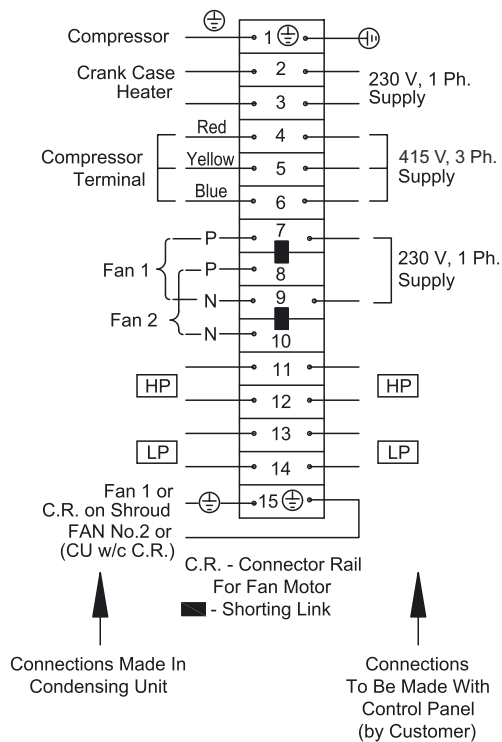 Compressor 1
Crank Case
Heater
2
3
230 V, 1 Ph.
Supply
Red 4
Compressor
Terminal
Yellow 5
Blue 6
415 V, 3 Ph.
Supply
Fan 1
Fan 2
P 7
P 8
N 9
N 10
230 V, 1 Ph.
Supply
HP
11
12
HP
LP
13
14
LP
Fan 1 or
C.R. on Shroud
15
FAN No.2 or
(CU w/c C.R.)
C.R. - Connector Rail
For Fan Motor
- Shorting Link
Connections Made In
Condensing Unit
Connections
To Be Made With
Control Panel
(by Customer)